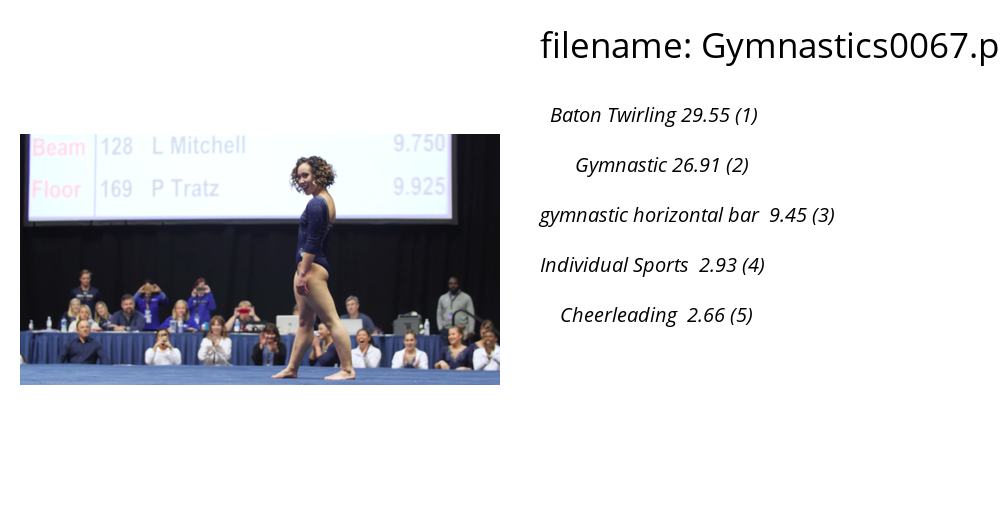 filename: Gymnastics0067.p
Baton Twirling 29.55 (1)
Gymnastic 26.91 (2)
gymnastic horizontal bar 9.45 (3)
Individual Sports 2.93 (4)
Cheerleading 2.66 (5)
Beam 128 L Mitchell 9.750
Floor 169 P Tratz 9.925